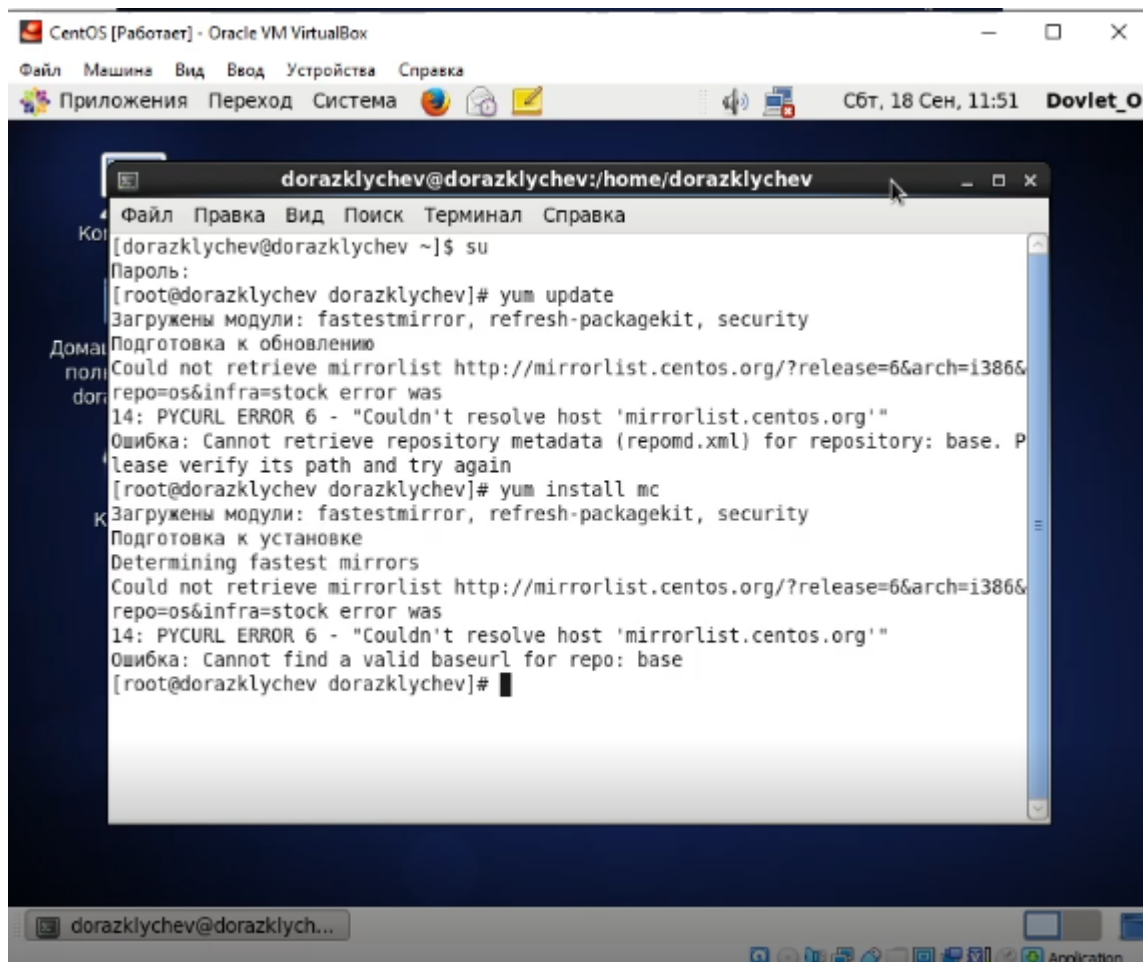 CentOS [Работает] - Oracle VM VirtualBox
Файл Машина Вид Ввод Устройства Справка
Приложения Переход Система Сбт, 18 Сен, 11:51 Dovlet_O
dorazklychev@dorazklychev:/home/dorazklychev
Файл Правка Вид Поиск Терминал Справка
[dorazklychev@dorazklychev ~]$ su
Пароль:
[root@dorazklychev dorazklychev]# yum update
Загружены модули: fastestmirror, refresh-packagekit, security
Подготовка к обновлению
Could not retrieve mirrorlist http://mirrorlist.centos.org/?release=6&arch=i386&
repo=os&infra=stock error was
14: PYCURL ERROR 6 - "Couldn't resolve host 'mirrorlist.centos.org'"
Ошибка: Cannot retrieve repository metadata (repomd.xml) for repository: base. P
lease verify its path and try again
[root@dorazklychev dorazklychev]# yum install mc
Загружены модули: fastestmirror, refresh-packagekit, security
Подготовка к установке
Determining fastest mirrors
Could not retrieve mirrorlist http://mirrorlist.centos.org/?release=6&arch=i386&
repo=os&infra=stock error was
14: PYCURL ERROR 6 - "Couldn't resolve host 'mirrorlist.centos.org'"
Ошибка: Cannot find a valid baseurl for repo: base
[root@dorazklychev dorazklychev]#
dorazklychev@dorazklych...
Application